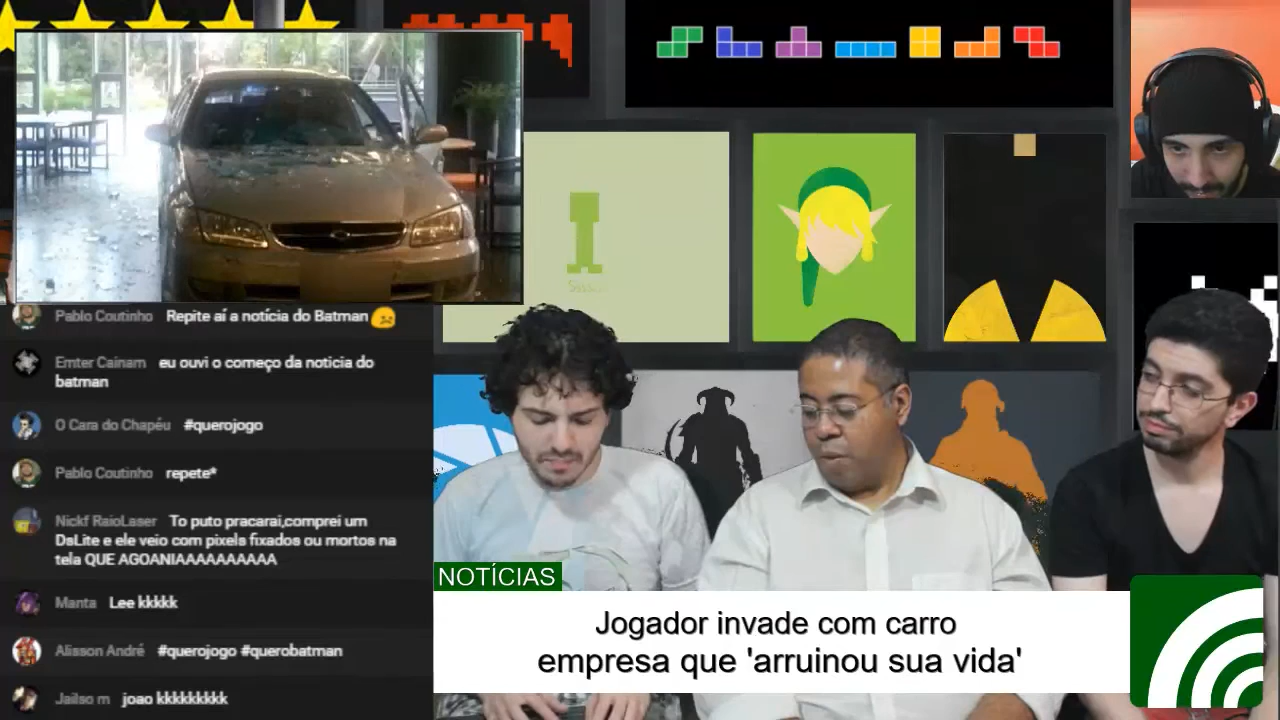 Pablo Coutinho Repite aí a notícia do Batman
Emter Cainam eu ouvi o começo da noticia do
batman
O Cara do Chapéu #querojogo
Pablo Coutinho repete*
Nickf RaioLaser To puto pracarai,comprei um
DsLite e ele veio com pixels fixados ou mortos na
tela QUE AGOANIAAAAAAAAAA
Manta Lee kkkkk
Alisson André #querojogo #querobatman
Jailso m joao kkkkkkkkk
NOTÍCIAS
Jogador invade com carro
empresa que 'arruinou sua vida'